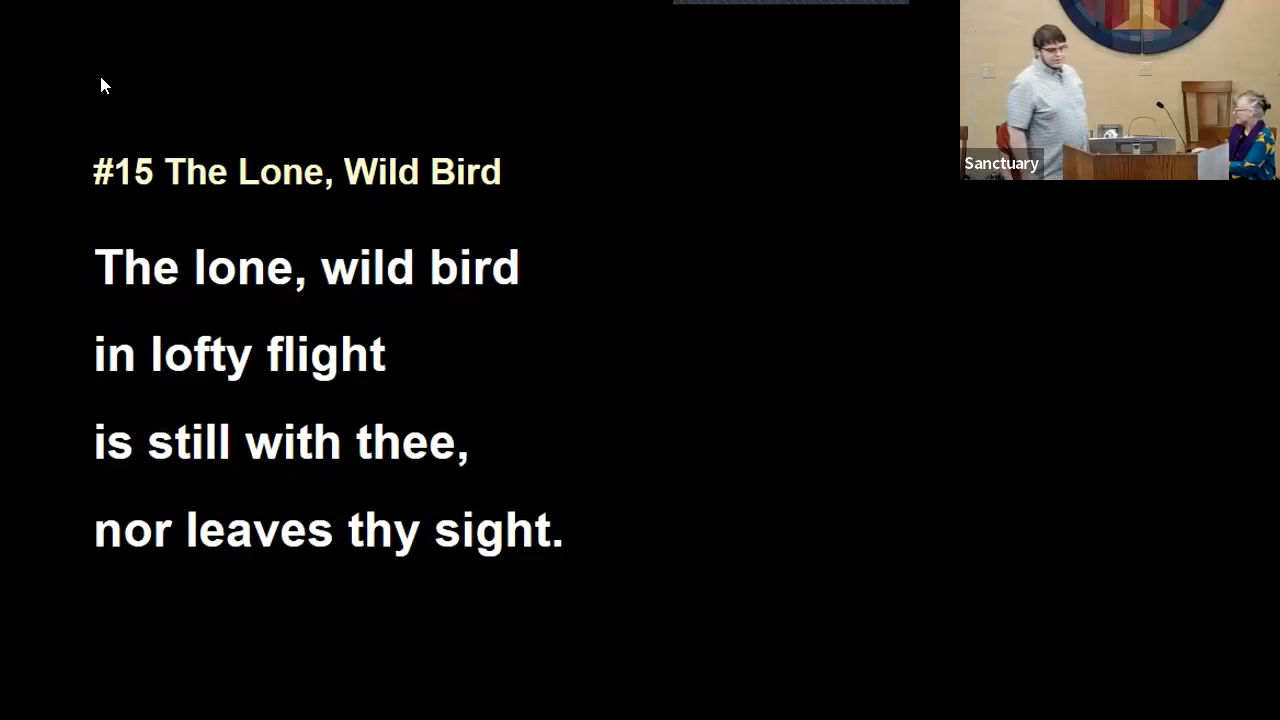 #15 The Lone, Wild Bird
The lone, wild bird
in lofty flight
is still with thee,
nor leaves thy sight.
Sanctuary